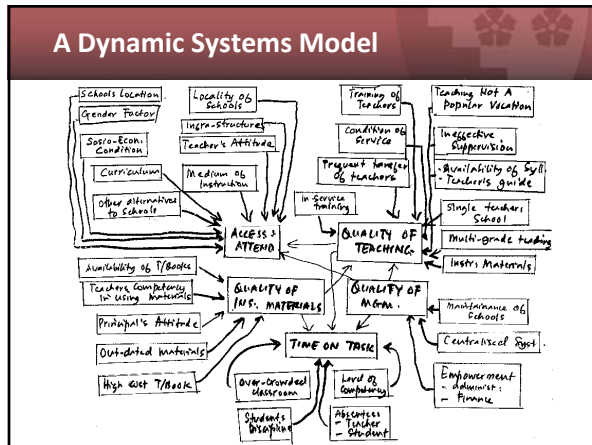 A Dynamic Systems Model
Schools Location
Gender Factor
Socio-Econ:
Condition
Curriculum
Other alternatives
to schools
Locality of
Schools
Infra-structure
Teacher's Attitude
Medium of
Instruction
Training of
Teachers
Condition of
Service
Frequent transfer
of teachers
In-service
training
Teaching Not A
Popular Vocation
Ineffective
Suppervision
- Availability of Syll.
- Teacher's guide
Single teachers
School
Multi-grade teaching
Instr: Materials
ACCESS &
ATTEND
QUALITY OF
TEACHING
Availability of T/Books
Teachers Competency
in using materials
Principal's Attitude
Out-dated materials
High cost T/Book
QUALITY OF
INS. MATERIALS
QUALITY OF
MGM.
Maintainance of
Schools
Centralised Syst.
Empowerment
- administ:
- Finance
TIME ON TASK
Over-Crowded
Classroom
Level of
Competency
Students
Discipline
Absentees
- Teacher
- Student